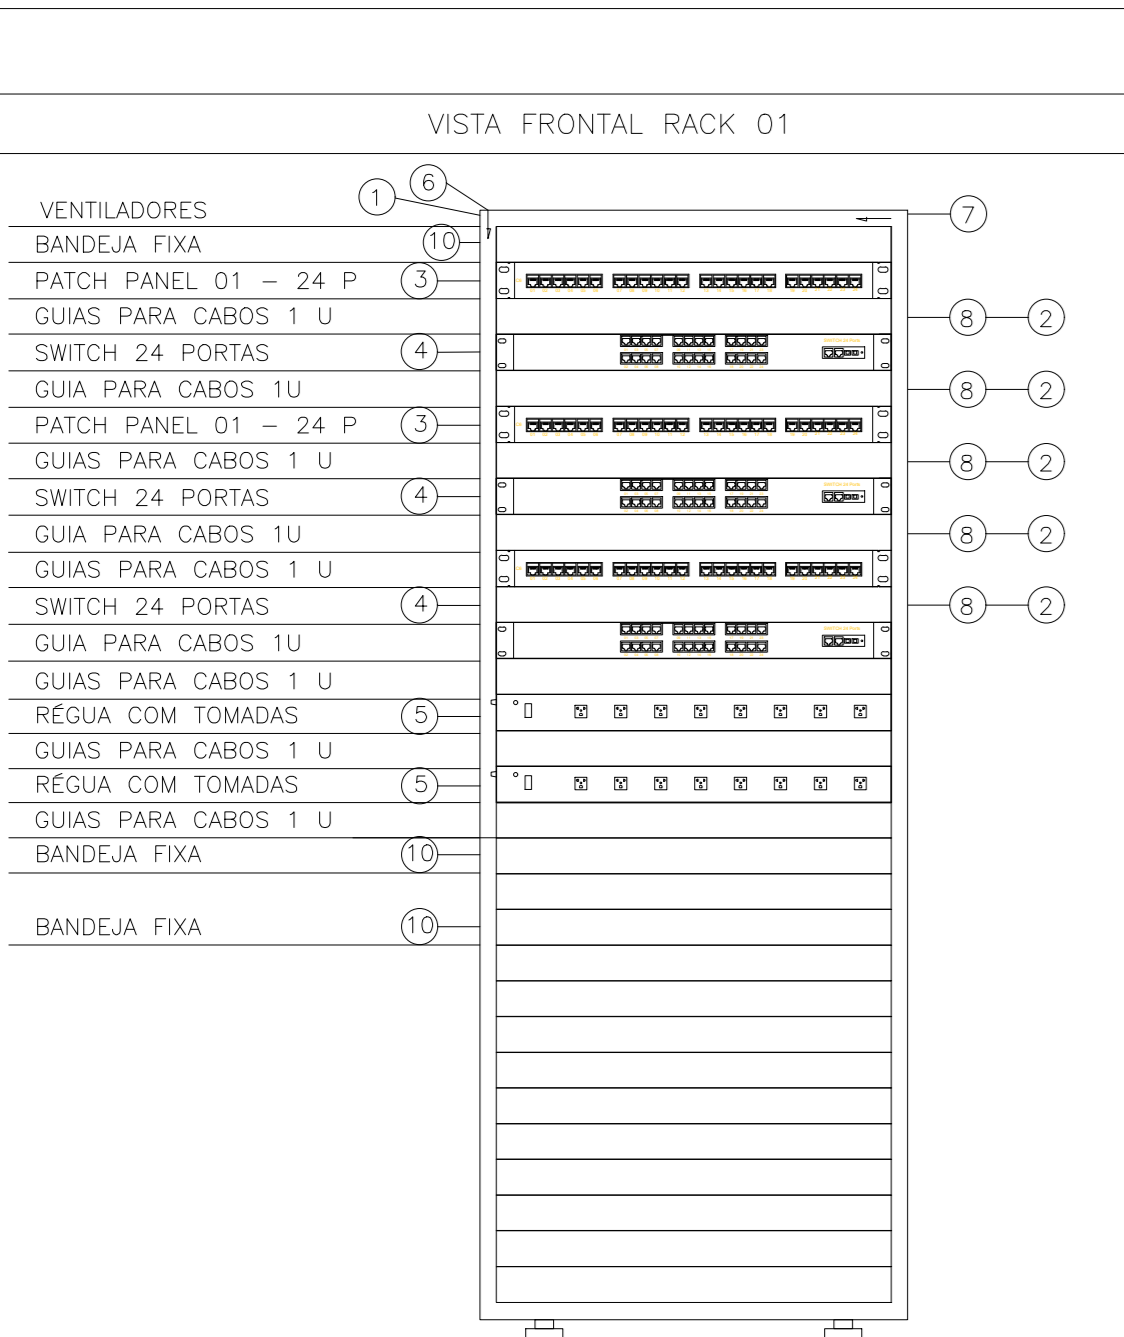 VISTA FRONTAL RACK 01
VENTILADORES 1 6 7
BANDEJA FIXA 10
PATCH PANEL 01 – 24 P 3
GUIAS PARA CABOS 1 U 8 2
SWITCH 24 PORTAS 4
GUIA PARA CABOS 1U 8 2
PATCH PANEL 01 – 24 P 3
GUIAS PARA CABOS 1 U 8 2
SWITCH 24 PORTAS 4
GUIA PARA CABOS 1U 8 2
GUIAS PARA CABOS 1 U
SWITCH 24 PORTAS 4 8 2
GUIA PARA CABOS 1U
GUIAS PARA CABOS 1 U
RÉGUA COM TOMADAS 5
GUIAS PARA CABOS 1 U
RÉGUA COM TOMADAS 5
GUIAS PARA CABOS 1 U
BANDEJA FIXA 10
BANDEJA FIXA 10